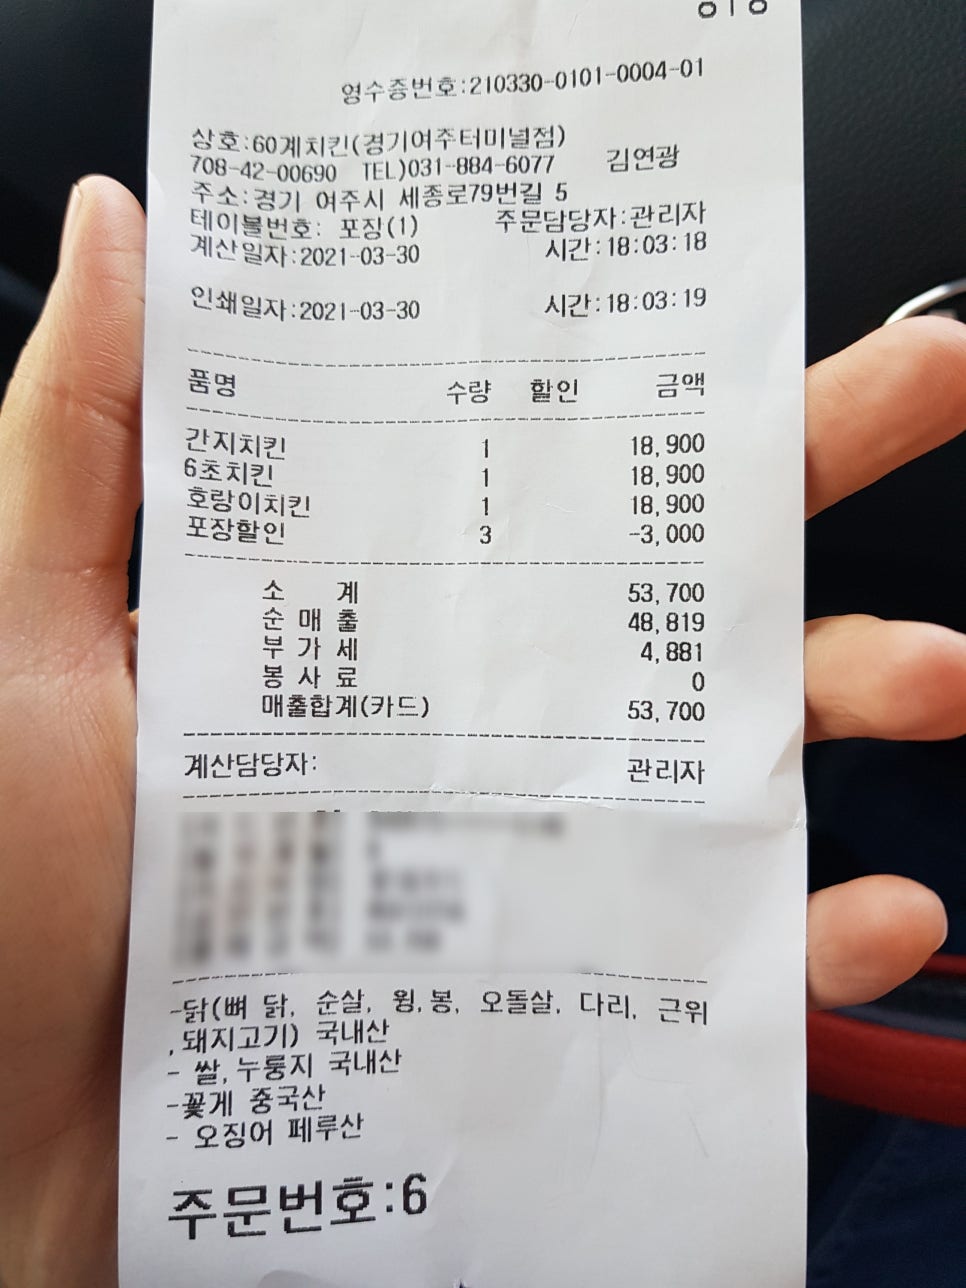 영수증번호:210330-0101-0004-01
상호:60계치킨(경기여주터미널점)
708-42-00690 TEL)031-884-6077 김연광
주소:경기 여주시 세종로79번길 5
테이블번호: 포장(1) 주문담당자:관리자
계산일자:2021-03-30 시간:18:03:18
인쇄일자:2021-03-30 시간:18:03:19
품명 수량 할인 금액
간지치킨 1 18,900
6초치킨 1 18,900
호랑이치킨 1 18,900
포장할인 3 -3,000
소 계 53,700
순 매 출 48,819
부 가 세 4,881
봉 사 료 0
매출합계(카드) 53,700
계산담당자: 관리자
-닭(뼈 닭, 순살, 윙,봉, 오돌살, 다리, 근위
,돼지고기) 국내산
- 쌀,누룽지 국내산
-꽃게 중국산
- 오징어 페루산
주문번호:6